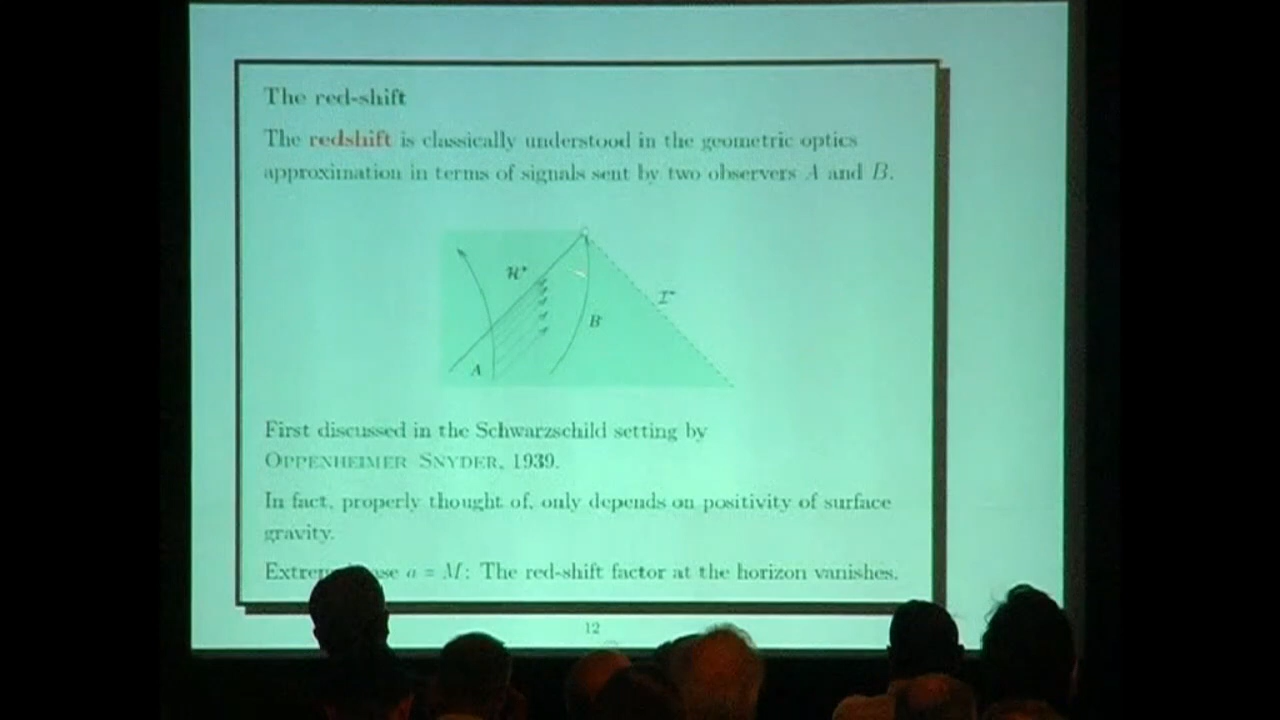 The red-shift
The redshift is classically understood in the geometric optics
approximation in terms of signals sent by two observers A and B.
H⁺
I⁺
B
A
First discussed in the Schwarzschild setting by
OPPENHEIMER SNYDER, 1939.
In fact, properly thought of, only depends on positivity of surface
gravity.
a = M: The red-shift factor at the horizon vanishes.
12